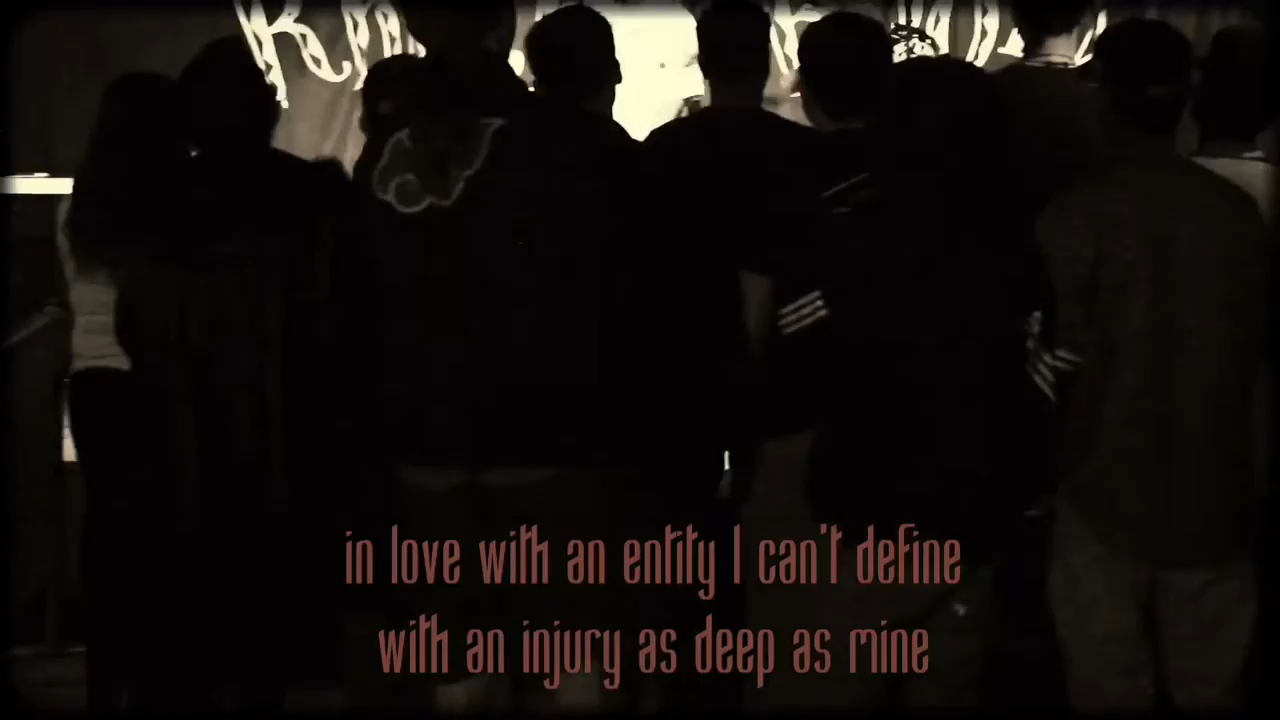 in love with an entity I can't define
with an injury as deep as mine